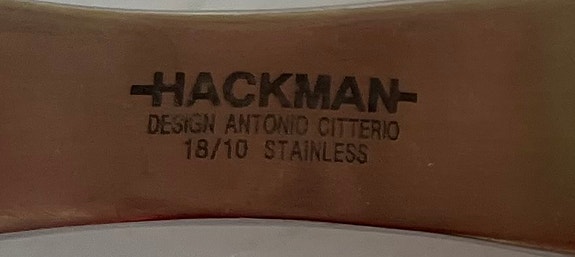 HACKMAN
DESIGN ANTONIO CITTERIO
18/10 STAINLESS